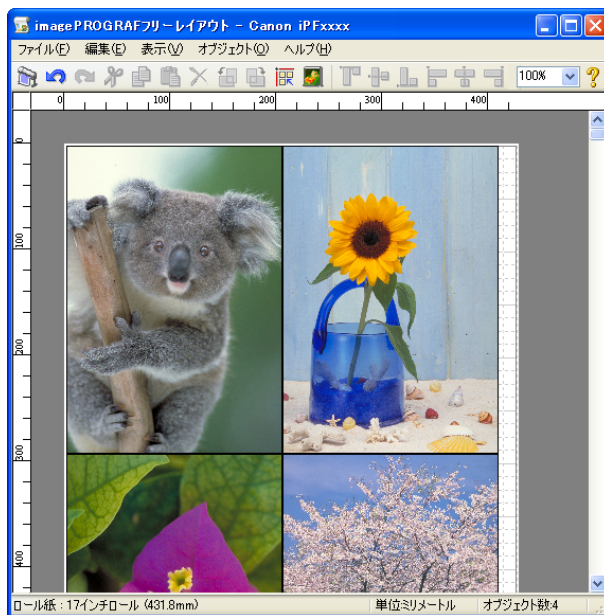 imagePROGRAFフリーレイアウト - Canon iPFxxxx
ファイル(F) 編集(E) 表示(V) オブジェクト(O) ヘルプ(H)
100%
0 100 200 300 400
0
100
200
300
400
ロール紙：17インチロール (431.8mm) 単位:ミリメートル オブジェクト数:4